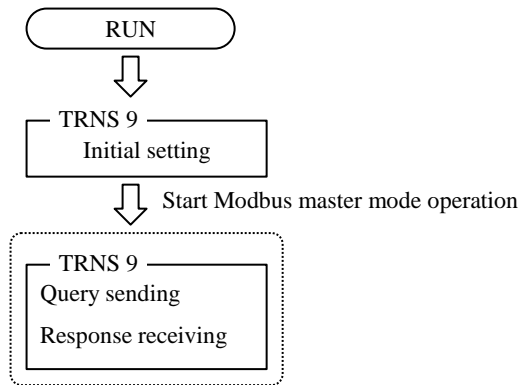 RUN
TRNS 9
Initial setting
Start Modbus master mode operation
TRNS 9
Query sending
Response receiving